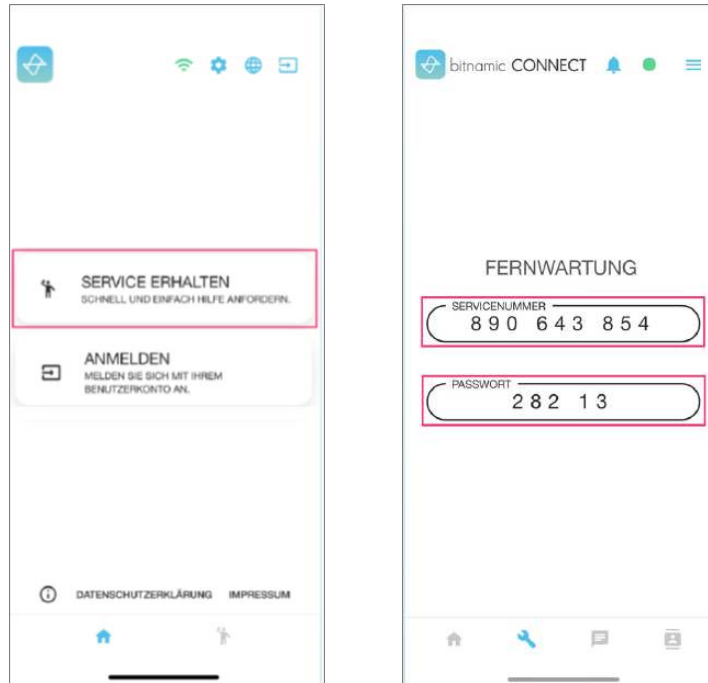 SERVICE ERHALTEN
SCHNELL UND EINFACH HILFE ANFORDERN.
ANMELDEN
MELDEN SIE SICH MIT IHREM
BENUTZERKONTO AN.
DATENSCHUTZERKLÄRUNG IMPRESSUM
bitnamic CONNECT
FERNWARTUNG
SERVICENUMMER
890 643 854
PASSWORT
282 13